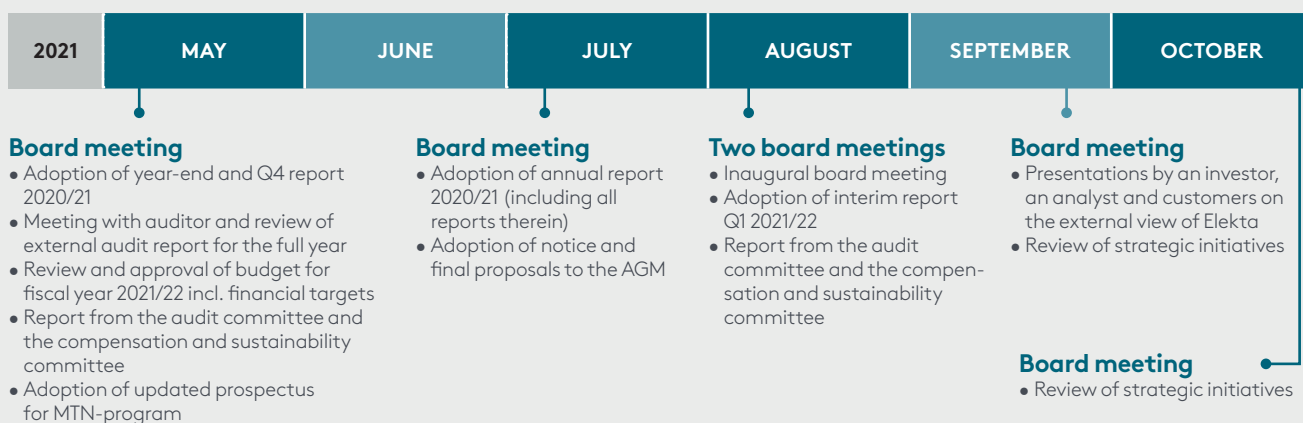 2021
MAY
JUNE
JULY
AUGUST
SEPTEMBER
OCTOBER
Board meeting
• Adoption of year-end and Q4 report
2020/21
• Meeting with auditor and review of
external audit report for the full year
• Review and approval of budget for
fiscal year 2021/22 incl. financial targets
• Report from the audit committee and
the compensation and sustainability
committee
• Adoption of updated prospectus
for MTN-program
Board meeting
• Adoption of annual report
2020/21 (including all
reports therein)
• Adoption of notice and
final proposals to the AGM
Two board meetings
• Inaugural board meeting
• Adoption of interim report
Q1 2021/22
• Report from the audit
committee and the compen-
sation and sustainability
committee
Board meeting
• Presentations by an investor,
an analyst and customers on
the external view of Elekta
• Review of strategic initiatives
Board meeting
• Review of strategic initiatives